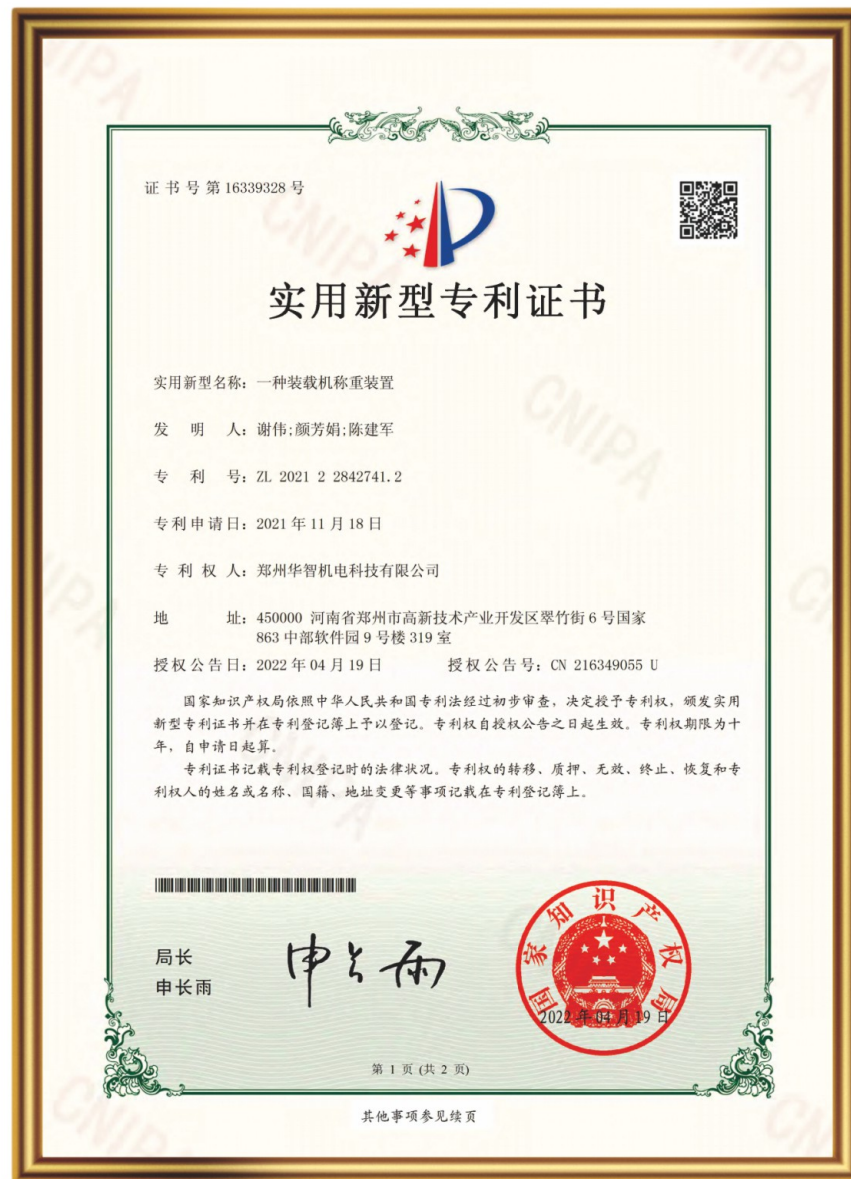 证书号第16339328号
实用新型专利证书
实用新型名称：一种装载机称重装置
发明人：谢伟;颜芳娟;陈建军
专利号：ZL 2021 2 2842741.2
专利申请日：2021年11月18日
专利权人：郑州华智机电科技有限公司
地址：450000 河南省郑州市高新技术产业开发区翠竹街6号国家
863中部软件园9号楼319室
授权公告日：2022年04月19日 授权公告号：CN 216349055 U
国家知识产权局依照中华人民共和国专利法经过初步审查，决定授予专利权，颁发实用
新型专利证书并在专利登记簿上予以登记。专利权自授权公告之日起生效。专利权期限为十
年，自申请日起算。
专利证书记载专利权登记时的法律状况。专利权的转移、质押、无效、终止、恢复和专
利权人的姓名或名称、国籍、地址变更等事项记载在专利登记簿上。
局长
申长雨
申长雨
国家知识产权局
2022年04月19日
第1页(共2页)
其他事项参见续页
CNIPA
CNIPA
CNIPA
CNIPA
CNIPA